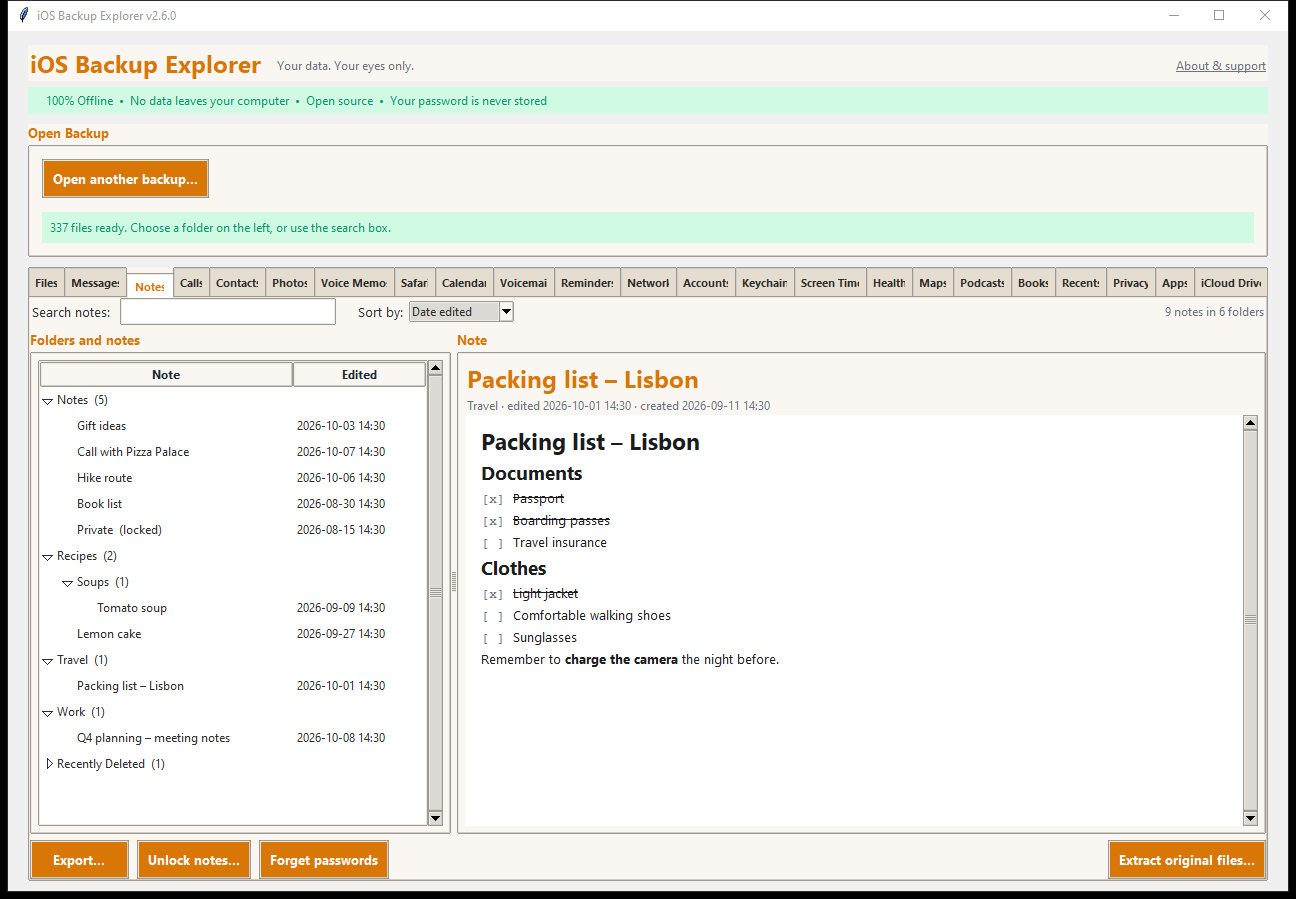 iOS Backup Explorer v2.6.0
iOS Backup Explorer Your data. Your eyes only. About & support
100% Offline • No data leaves your computer • Open source • Your password is never stored
Open Backup
Open another backup...
337 files ready. Choose a folder on the left, or use the search box.
Files Messages Notes Calls Contacts Photos Voice Memo Safari Calendar Voicemai Reminders Network Accounts Keychain Screen Time Health Maps Podcasts Books Recents Privacy Apps iCloud Drive
Search notes: Sort by: Date edited 9 notes in 6 folders
Folders and notes
Note Edited
Notes (5)
Gift ideas 2026-10-03 14:30
Call with Pizza Palace 2026-10-07 14:30
Hike route 2026-10-06 14:30
Book list 2026-08-30 14:30
Private (locked) 2026-08-15 14:30
Recipes (2)
Soups (1)
Tomato soup 2026-09-09 14:30
Lemon cake 2026-09-27 14:30
Travel (1)
Packing list – Lisbon 2026-10-01 14:30
Work (1)
Q4 planning – meeting notes 2026-10-08 14:30
Recently Deleted (1)
Note
Packing list – Lisbon
Travel · edited 2026-10-01 14:30 · created 2026-09-11 14:30
Packing list – Lisbon
Documents
[x] Passport
[x] Boarding passes
[ ] Travel insurance
Clothes
[x] Light jacket
[ ] Comfortable walking shoes
[ ] Sunglasses
Remember to charge the camera the night before.
Export... Unlock notes... Forget passwords Extract original files...